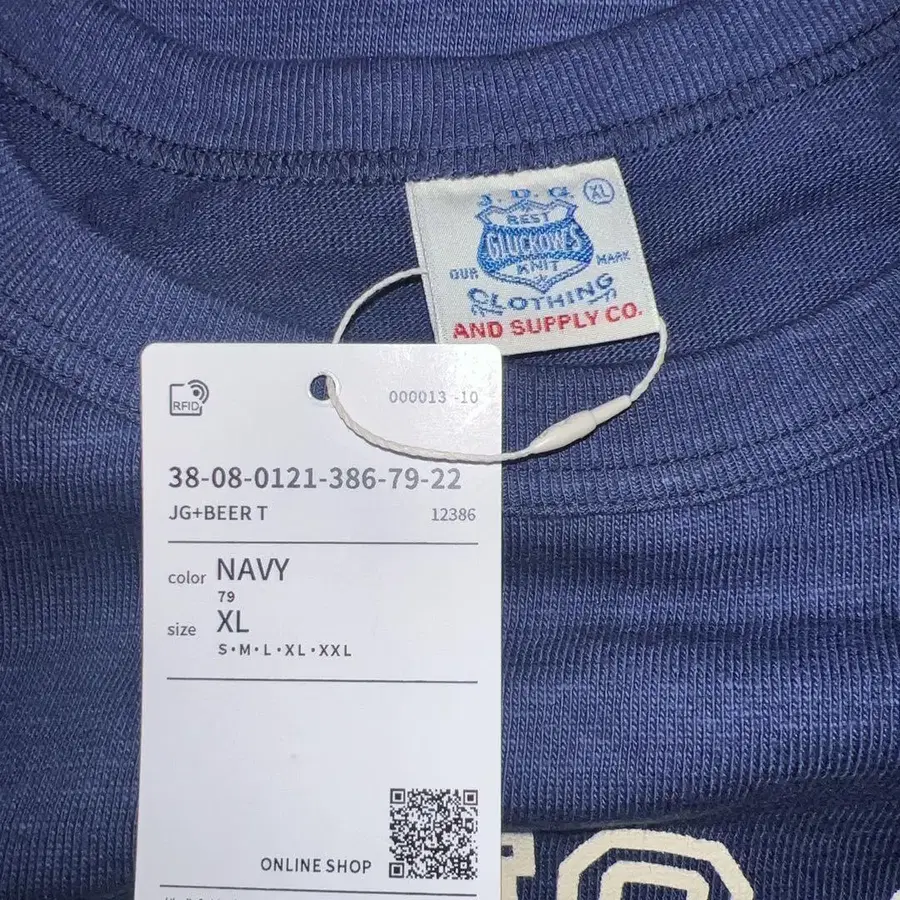 J.D.G.
XL
BEST
GLUCKOWS
OUR
KNIT
MARK
CLOTHING
AND SUPPLY CO.
RFID
000013 -10
38-08-0121-386-79-22
JG+BEER T
12386
color NAVY
79
size XL
S・M・L・XL・XXL
ONLINE SHOP